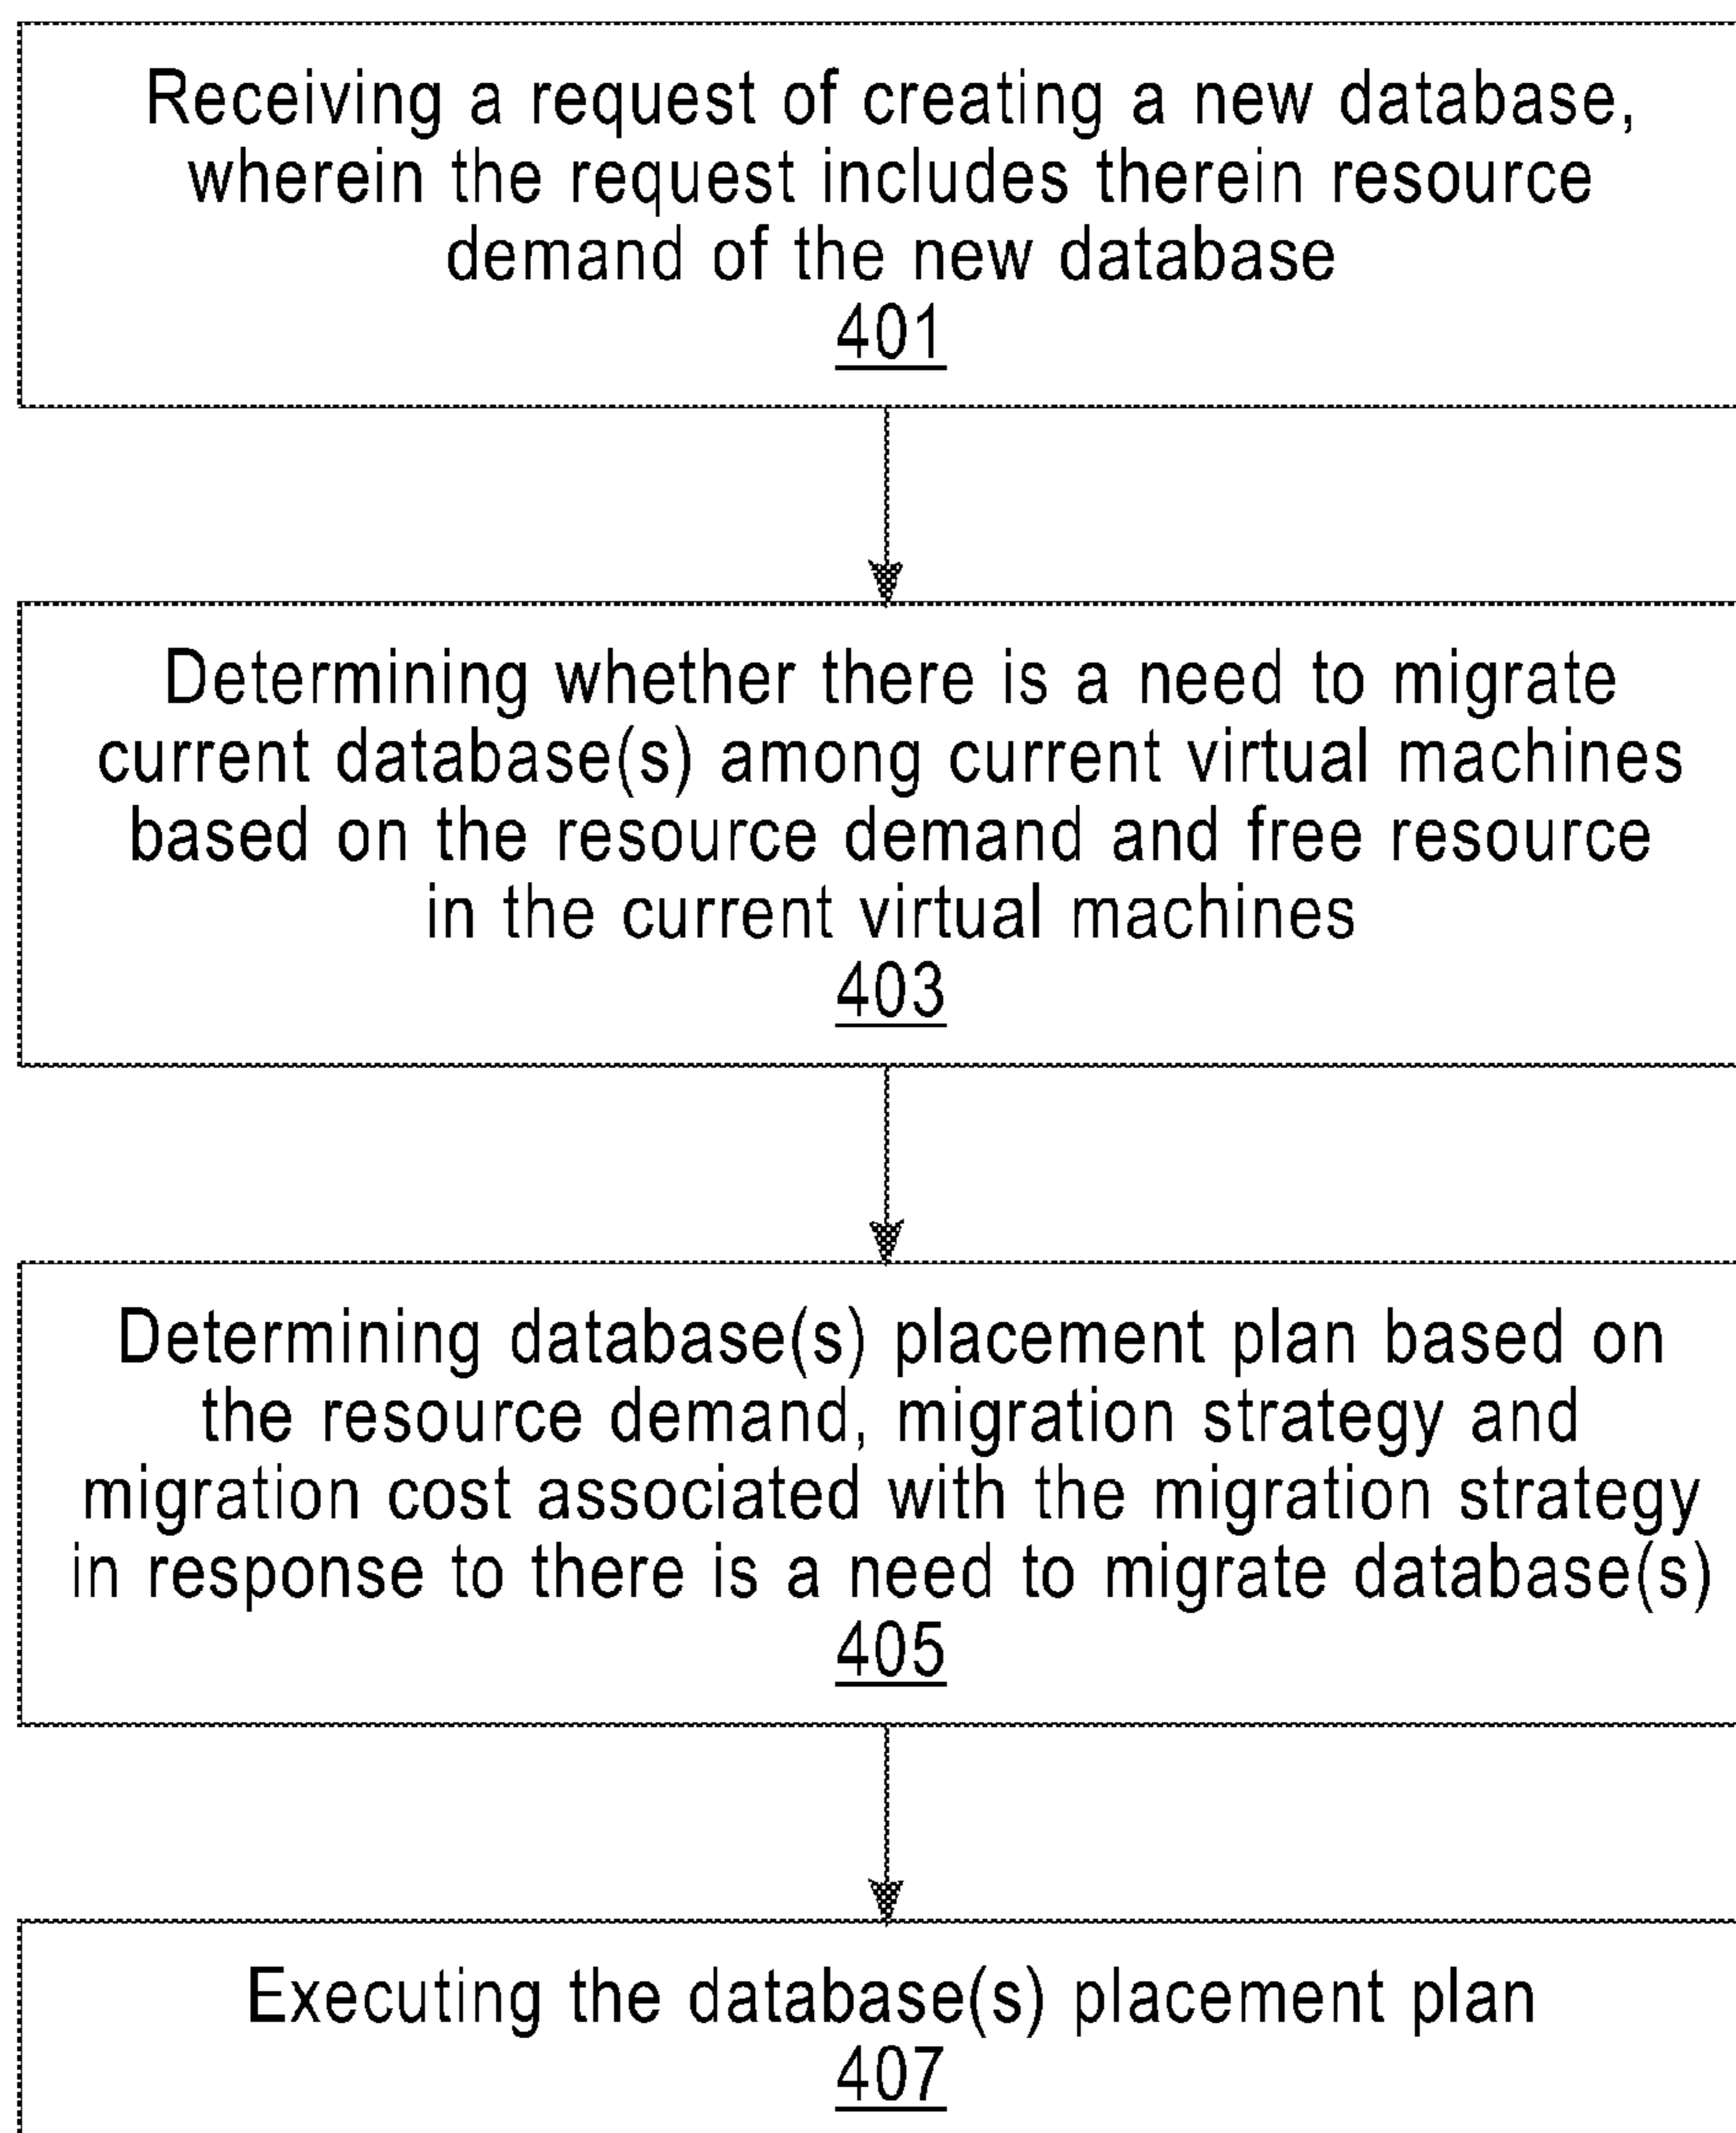 Receiving a request of creating a new database,
wherein the request includes therein resource
demand of the new database
401
Determining whether there is a need to migrate
current database(s) among current virtual machines
based on the resource demand and free resource
in the current virtual machines
403
Determining database(s) placement plan based on
the resource demand, migration strategy and
migration cost associated with the migration strategy
in response to there is a need to migrate database(s)
405
Executing the database(s) placement plan
407